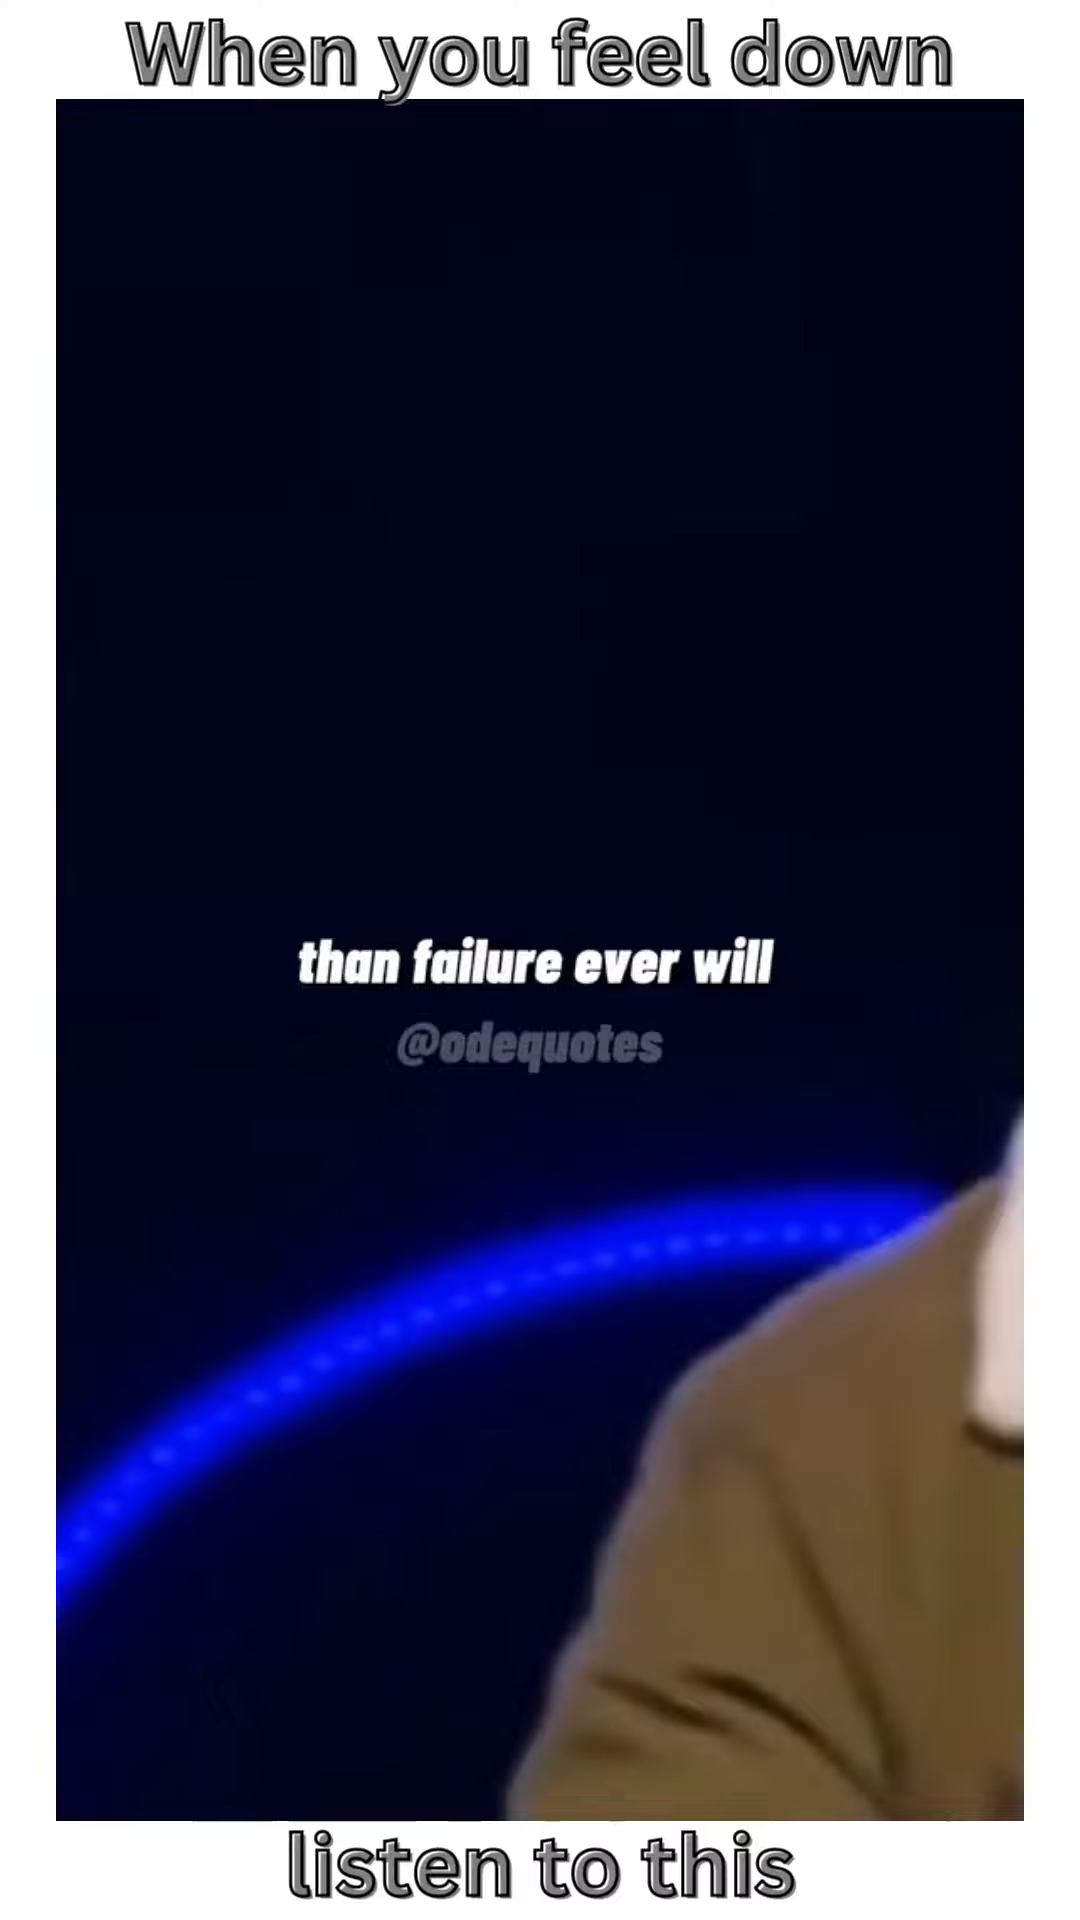 When you feel down
than failure ever will
@odequotes
listen to this